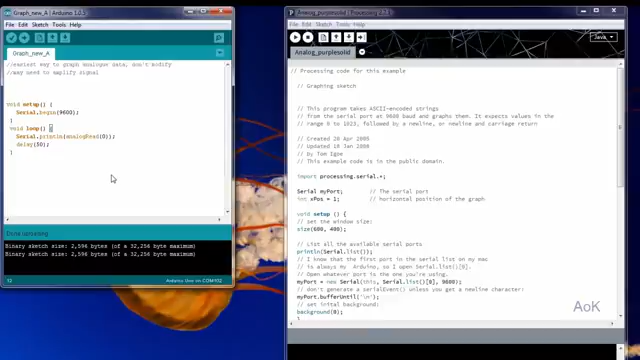 Graph_new_A | Arduino 1.0.5
File Edit Sketch Tools Help
Graph_new_A
//easiest way to graph analogue data, don't modify
//may need to amplify signal
void setup() {
Serial.begin(9600);
}
void loop() {
Serial.println(analogRead(0));
delay(50);
}
Done uploading.
Binary sketch size: 2,596 bytes (of a 32,256 byte maximum)
Binary sketch size: 2,596 bytes (of a 32,256 byte maximum)
12
Arduino Uno on COM102
Analog_purplesolid | Processing 2.2.1
File Edit Sketch Tools Help
Java
Analog_purplesolid
// Processing code for this example
// Graphing sketch
// This program takes ASCII-encoded strings
// from the serial port at 9600 baud and graphs them. It expects values in the
// range 0 to 1023, followed by a newline, or newline and carriage return
// Created 20 Apr 2005
// Updated 18 Jan 2008
// by Tom Igoe
// This example code is in the public domain.
import processing.serial.*;
Serial myPort; // The serial port
int xPos = 1; // horizontal position of the graph
void setup () {
// set the window size:
size(600, 400);
// List all the available serial ports
println(Serial.list());
// I know that the first port in the serial list on my mac
// is always my Arduino, so I open Serial.list()[0].
// Open whatever port is the one you're using.
myPort = new Serial(this, Serial.list()[0], 9600);
// don't generate a serialEvent() unless you get a newline character:
myPort.bufferUntil('\n');
// set inital background:
background(0);
AoK